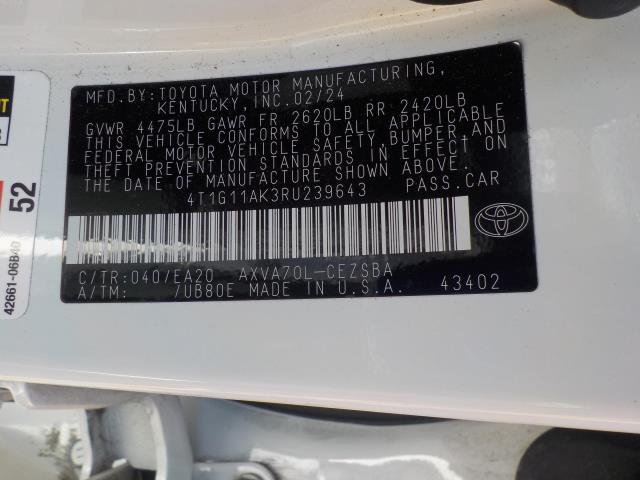 MFD.BY:TOYOTA MOTOR MANUFACTURING,
KENTUCKY, INC. 02/24
GVWR 4475LB GAWR FR 2620LB RR 2420LB
THIS VEHICLE CONFORMS TO ALL APPLICABLE
FEDERAL MOTOR VEHICLE SAFETY, BUMPER, AND
THEFT PREVENTION STANDARDS IN EFFECT ON
THE DATE OF MANUFACTURE SHOWN ABOVE.
4T1G11AK3RU239643 PASS.CAR
C/TR:040/EA20 AXVA70L-CEZSBA
A/TM: /UB80E MADE IN U.S.A. 43402
52
42661-06B40